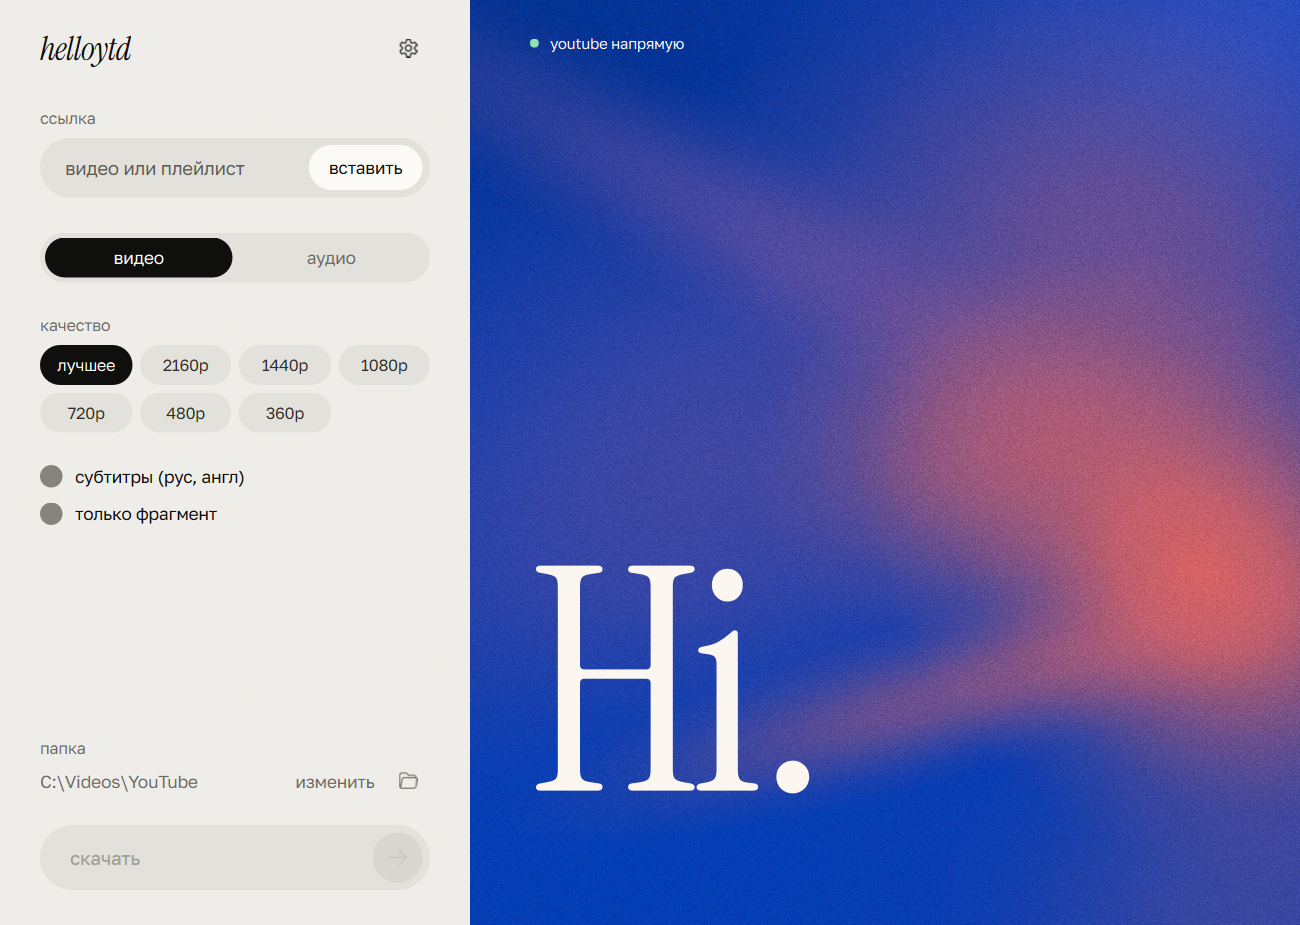 helloytd
ссылка
видео или плейлист
вставить
видео
аудио
качество
лучшее
2160p
1440p
1080p
720p
480p
360p
субтитры (рус, англ)
только фрагмент
папка
C:\Videos\YouTube
изменить
скачать
youtube напрямую
Hi.